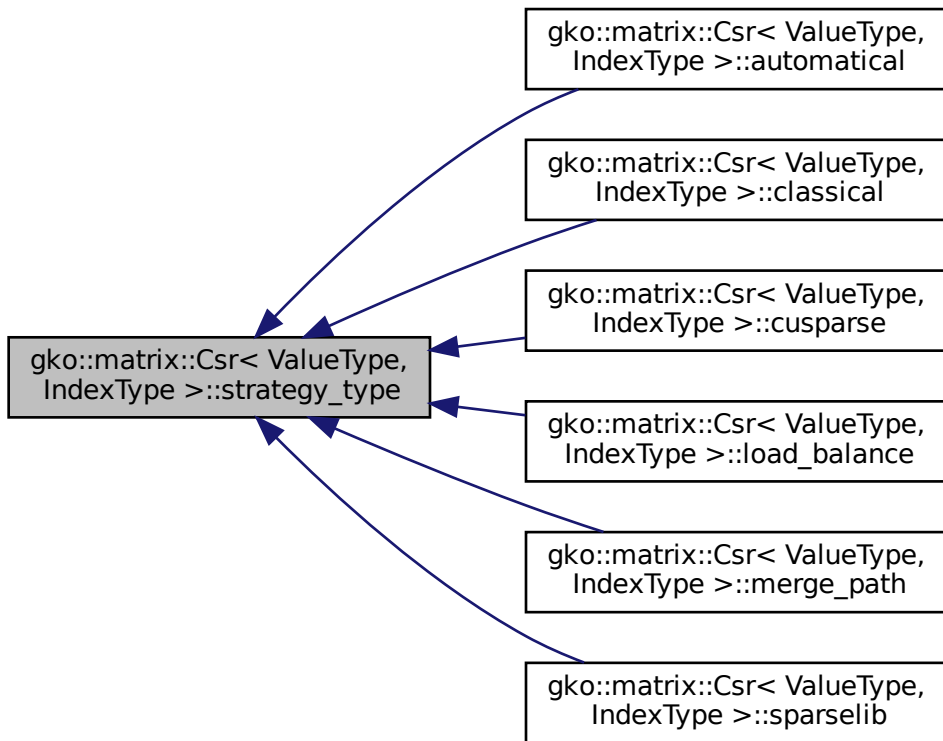 gko::matrix::Csr< ValueType,
IndexType >::automatical
gko::matrix::Csr< ValueType,
IndexType >::classical
gko::matrix::Csr< ValueType,
IndexType >::cusparse
gko::matrix::Csr< ValueType,
IndexType >::strategy_type
gko::matrix::Csr< ValueType,
IndexType >::load_balance
gko::matrix::Csr< ValueType,
IndexType >::merge_path
gko::matrix::Csr< ValueType,
IndexType >::sparselib